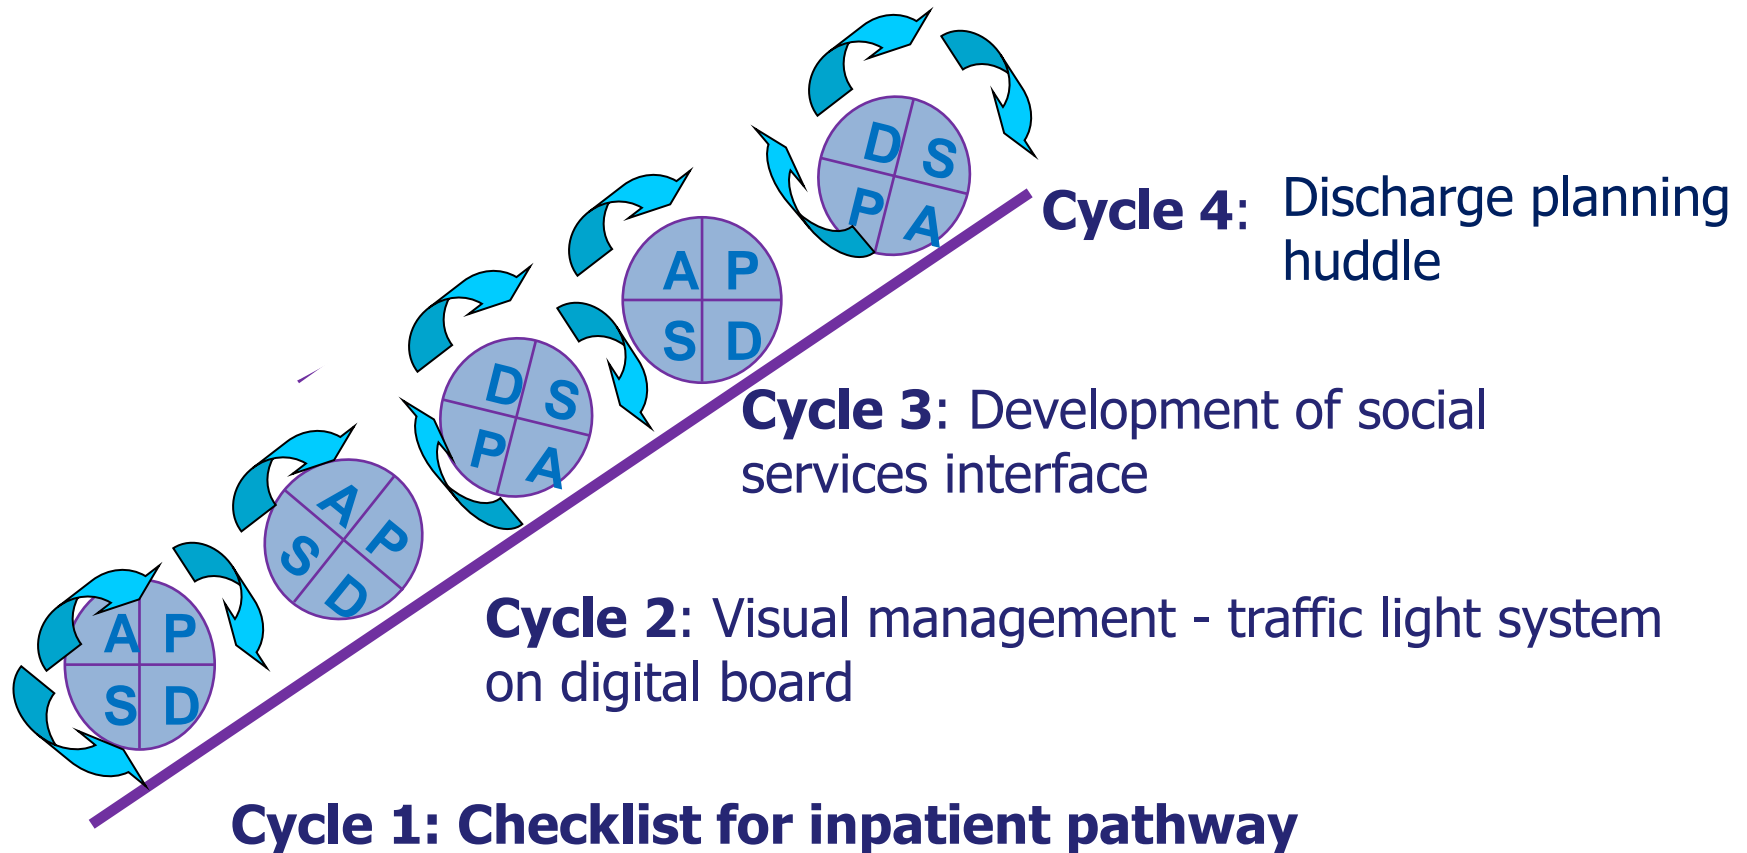 D S
P A
Cycle 4: Discharge planning
huddle
A P
S D
D S
P A
Cycle 3: Development of social
services interface
A P
S D
Cycle 2: Visual management - traffic light system
on digital board
A P
S D
Cycle 1: Checklist for inpatient pathway